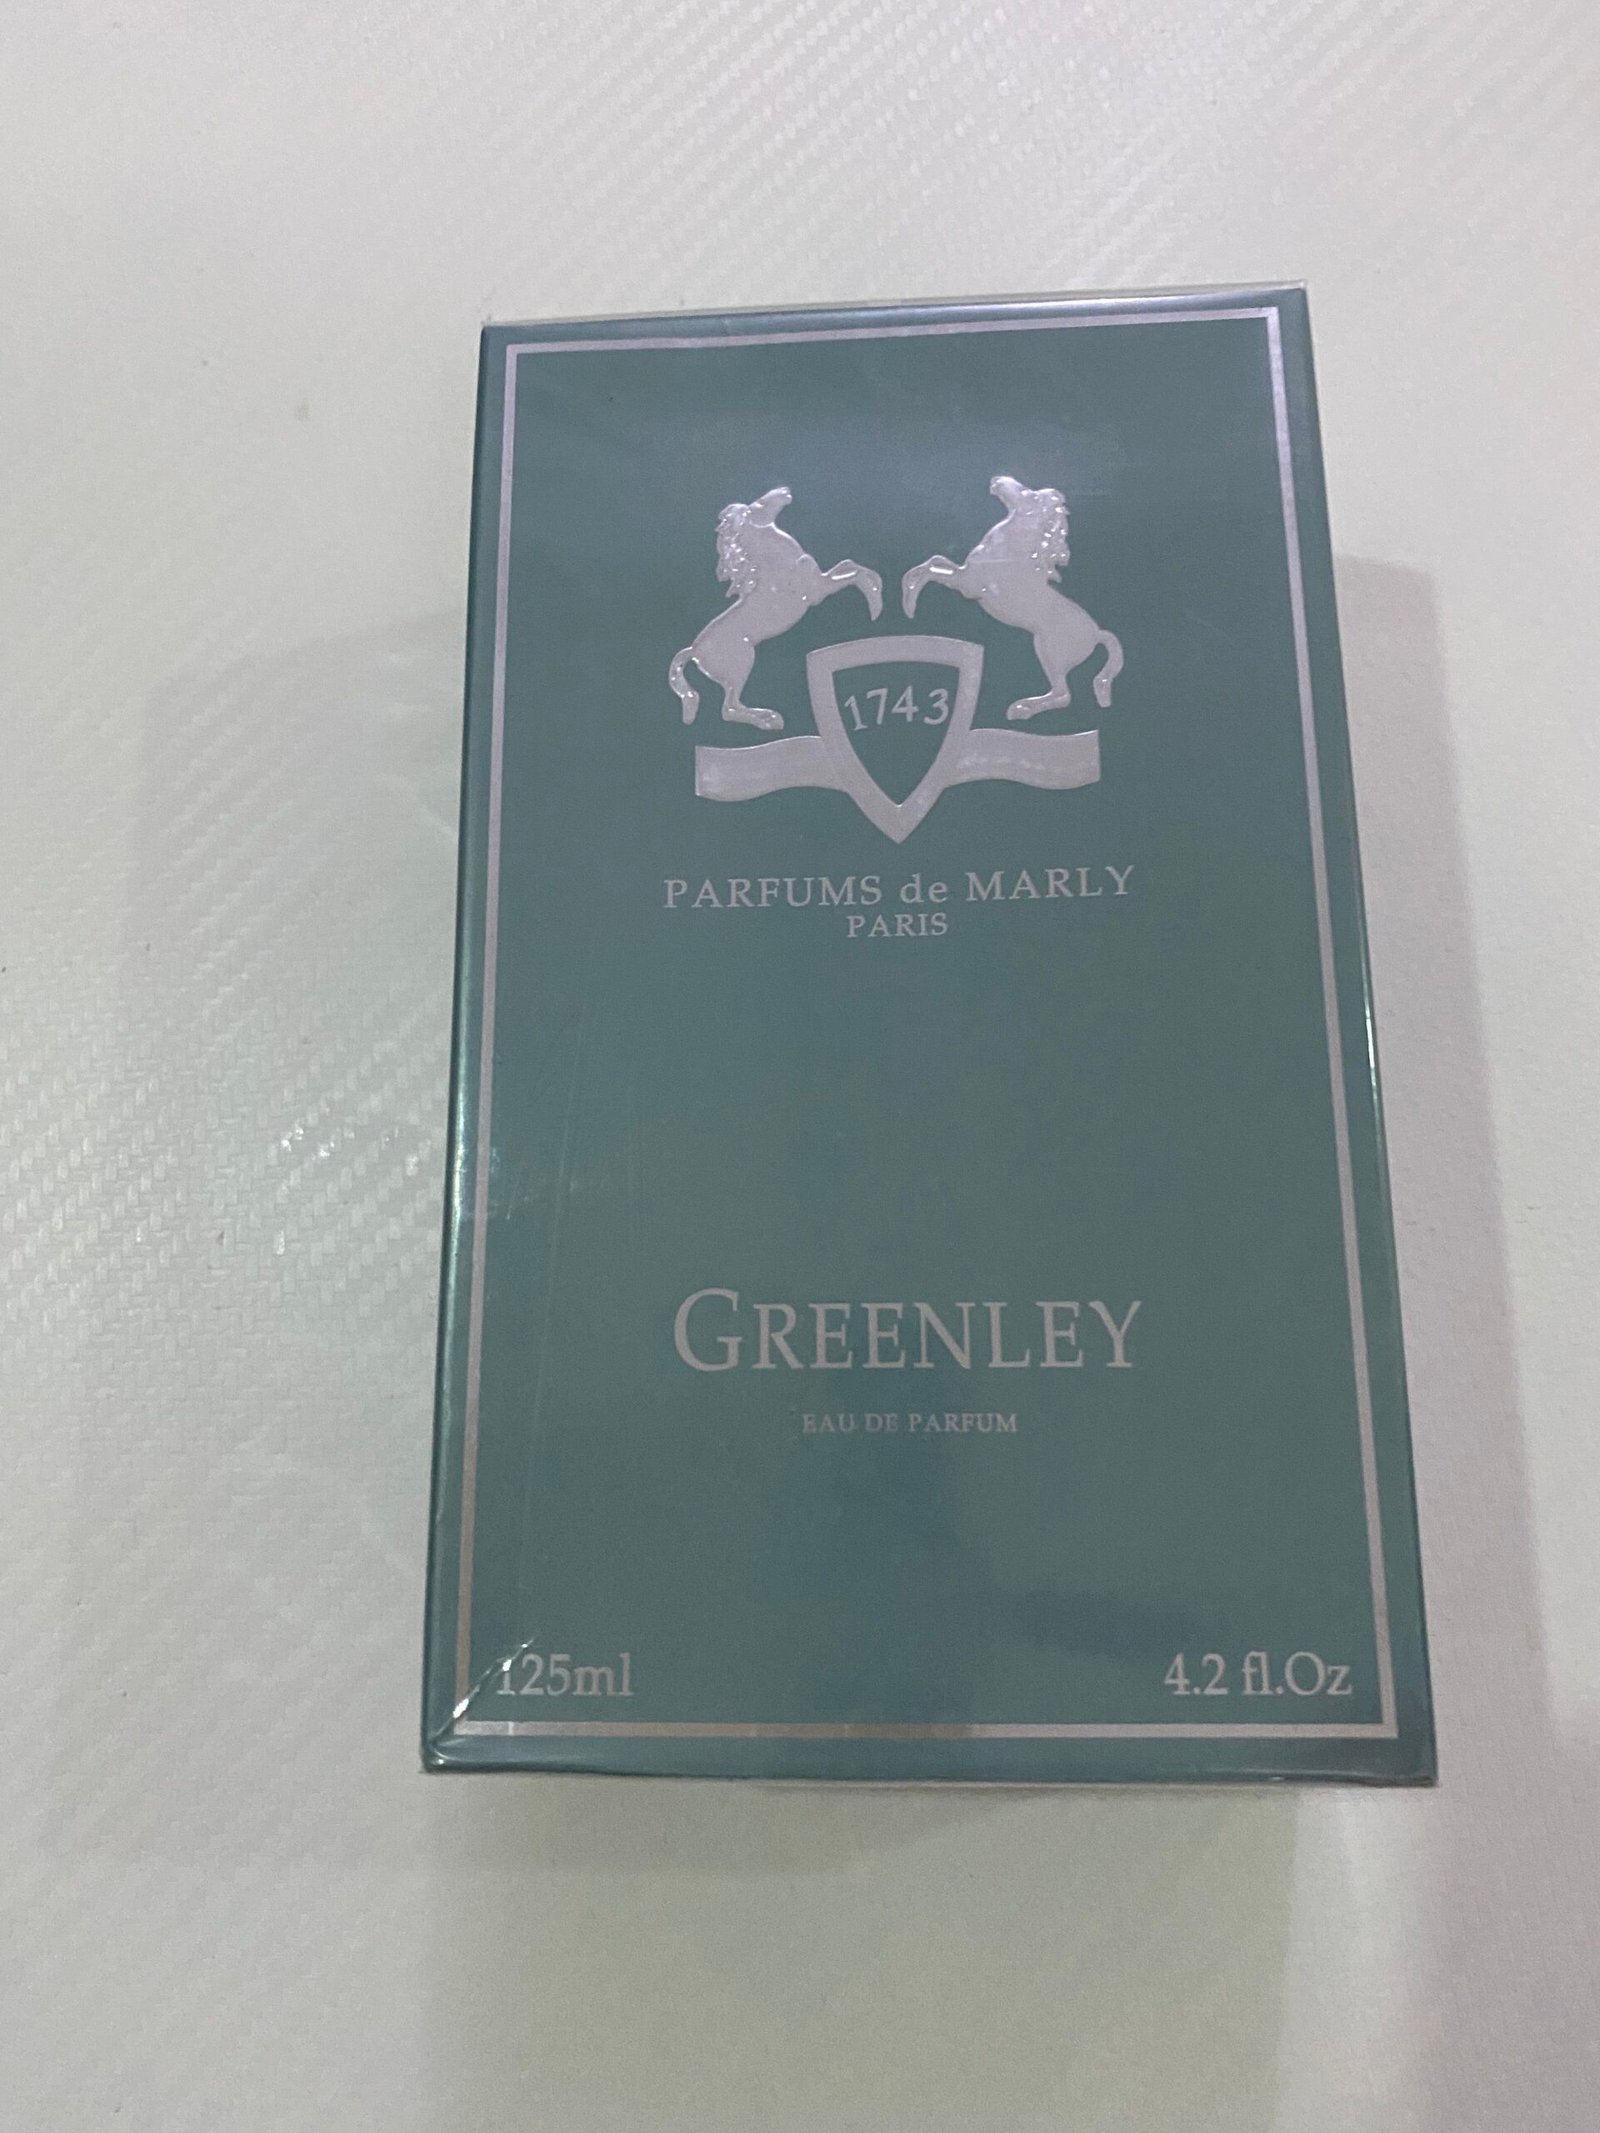 1743
PARFUMS de MARLY
PARIS
GREENLEY
EAU DE PARFUM
125ml
4.2 fl.Oz